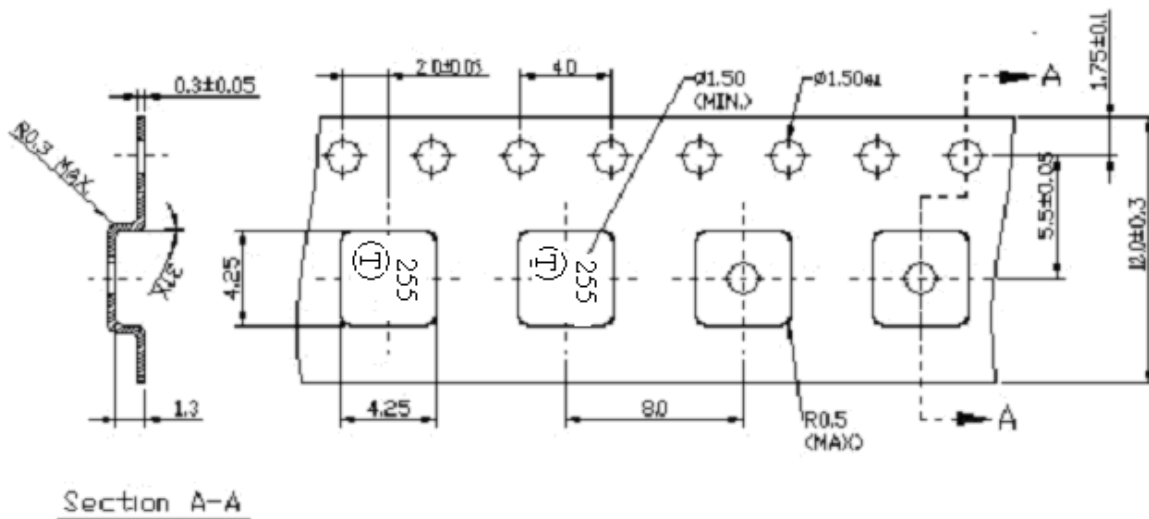 0.3±0.05
2.0±0.05
4.0
Ø1.50
(MIN.)
Ø1.50
A
1.75±0.1
R0.3 MAX.
T
255
T
255
4.25
5.5±0.05
12.0±0.3
1.3
4.25
8.0
R0.5
(MAX)
A
Section A-A